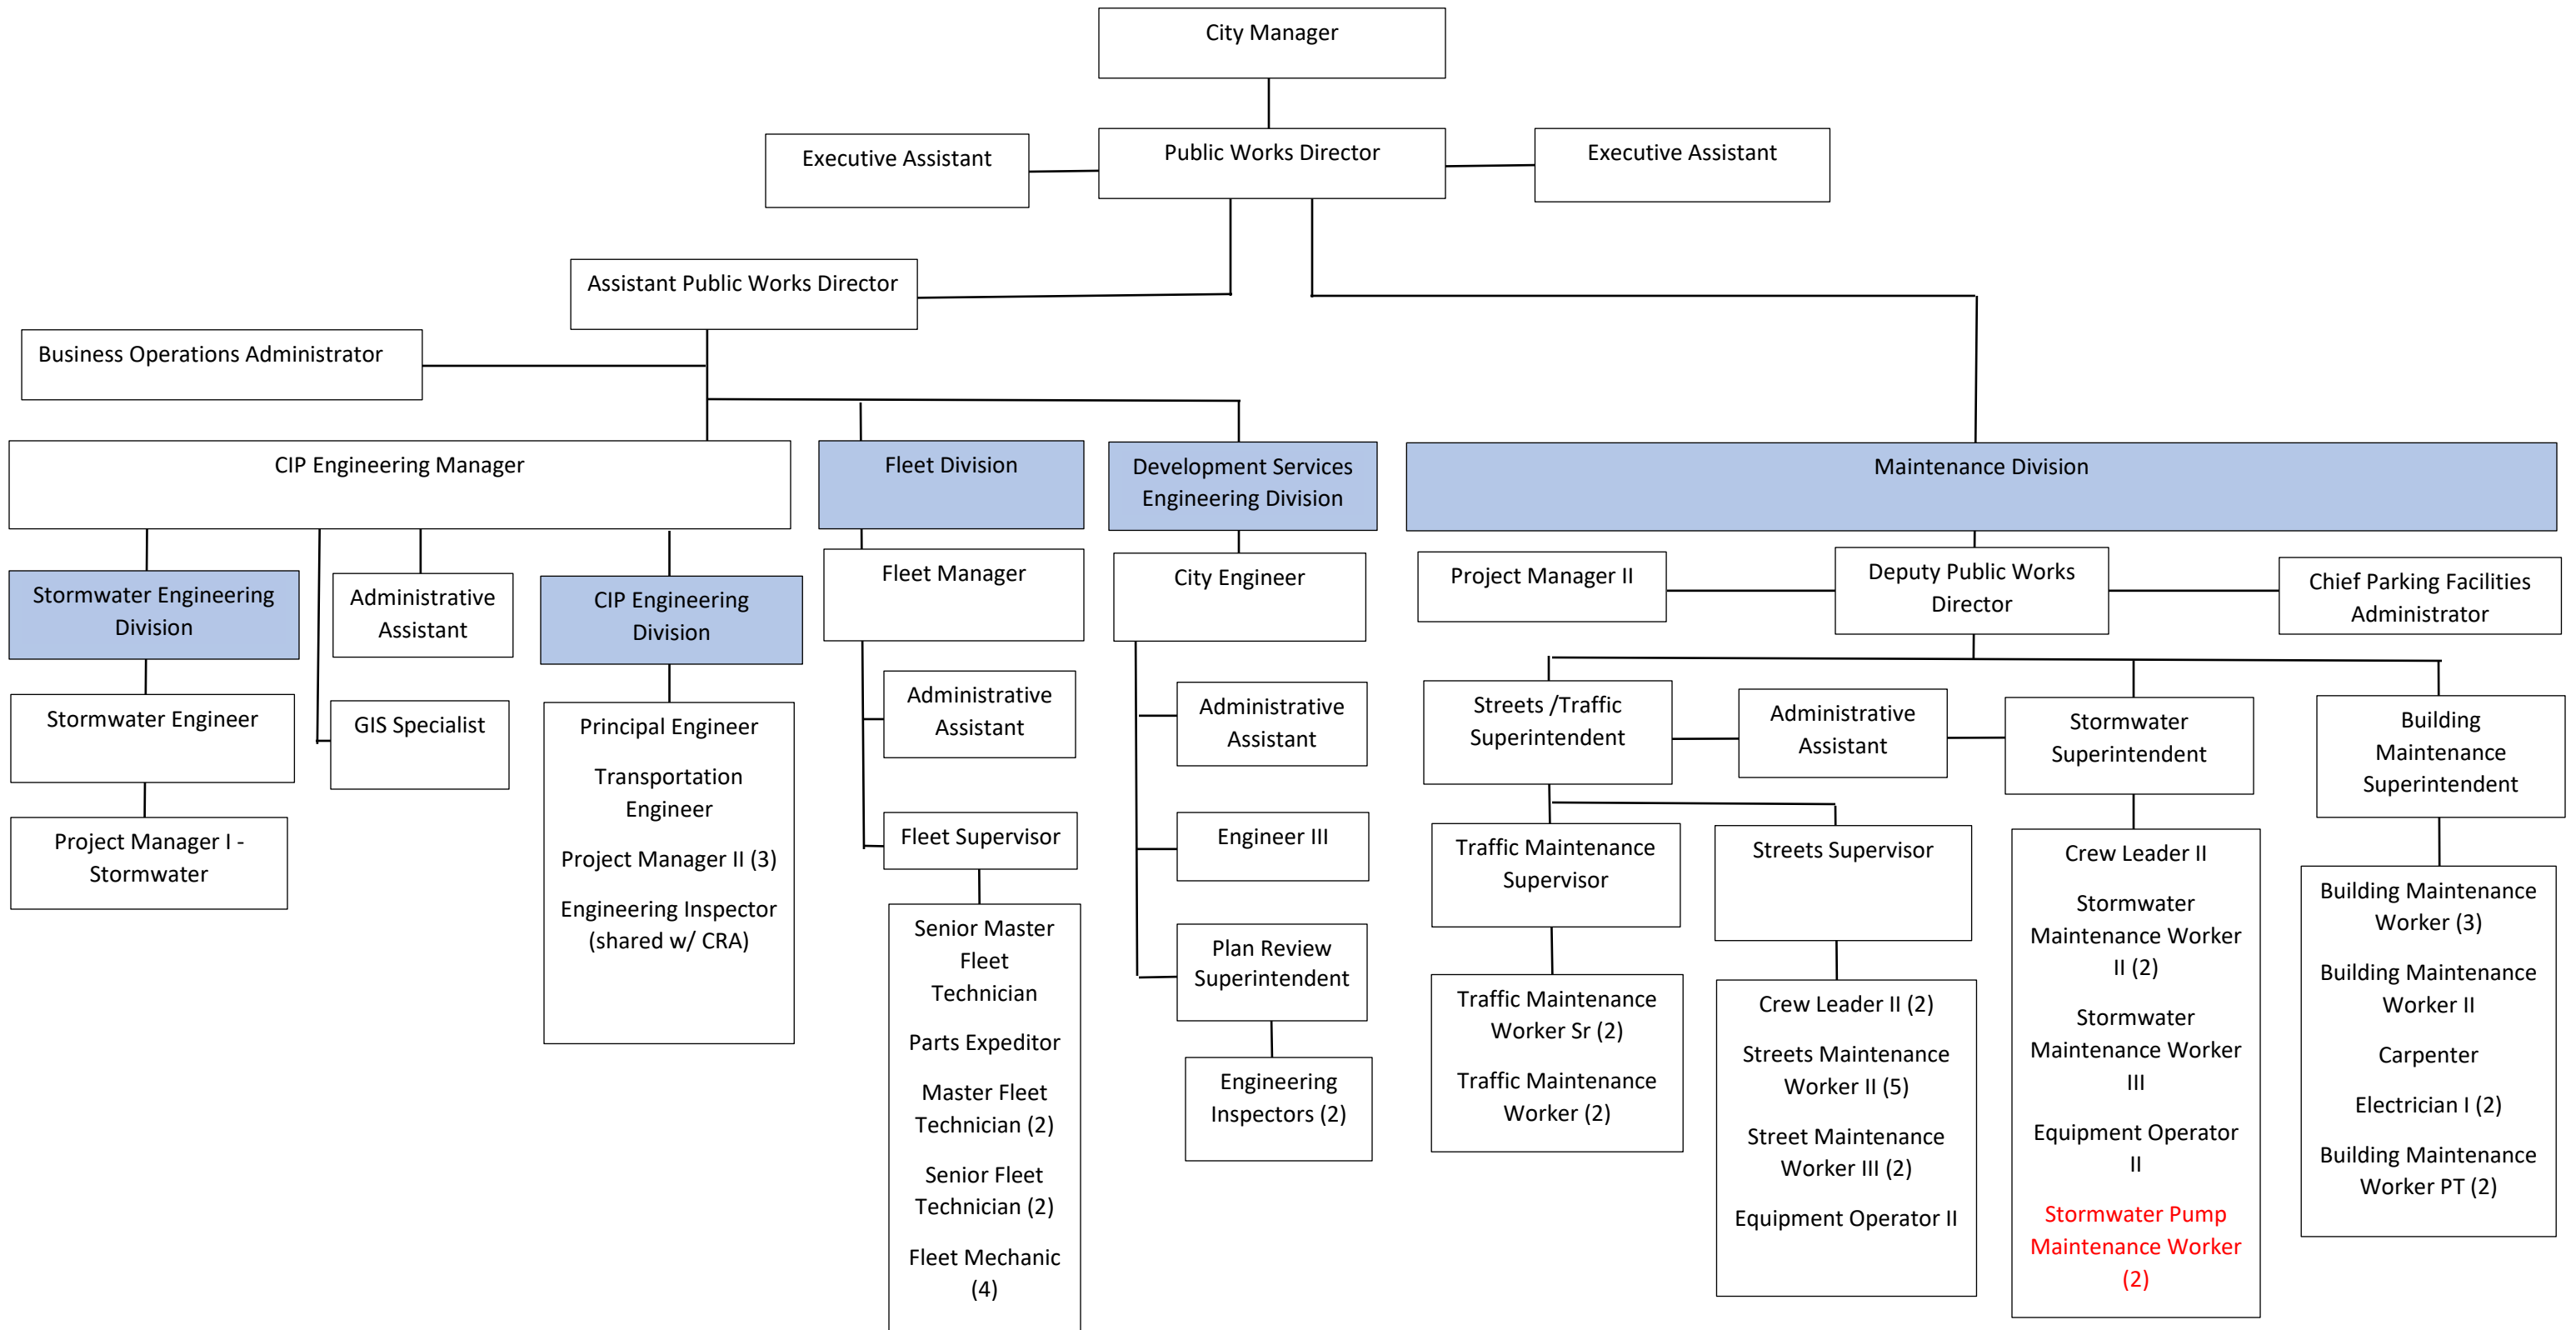 City Manager
Executive Assistant
Public Works Director
Executive Assistant
Assistant Public Works Director
Business Operations Administrator
CIP Engineering Manager
Fleet Division
Development Services
Engineering Division
Maintenance Division
Stormwater Engineering
Division
Administrative
Assistant
CIP Engineering
Division
Fleet Manager
City Engineer
Project Manager II
Deputy Public Works
Director
Chief Parking Facilities
Administrator
Stormwater Engineer
GIS Specialist
Principal Engineer
Transportation
Engineer
Project Manager II (3)
Engineering Inspector
(shared w/ CRA)
Project Manager I -
Stormwater
Administrative
Assistant
Fleet Supervisor
Senior Master
Fleet
Technician
Parts Expeditor
Master Fleet
Technician (2)
Senior Fleet
Technician (2)
Fleet Mechanic
(4)
Administrative
Assistant
Engineer III
Plan Review
Superintendent
Engineering
Inspectors (2)
Streets /Traffic
Superintendent
Administrative
Assistant
Stormwater
Superintendent
Building
Maintenance
Superintendent
Traffic Maintenance
Supervisor
Streets Supervisor
Traffic Maintenance
Worker Sr (2)
Traffic Maintenance
Worker (2)
Crew Leader II (2)
Streets Maintenance
Worker II (5)
Street Maintenance
Worker III (2)
Equipment Operator II
Crew Leader II
Stormwater
Maintenance Worker
II (2)
Stormwater
Maintenance Worker
III
Equipment Operator
II
Stormwater Pump
Maintenance Worker
(2)
Building Maintenance
Worker (3)
Building Maintenance
Worker II
Carpenter
Electrician I (2)
Building Maintenance
Worker PT (2)